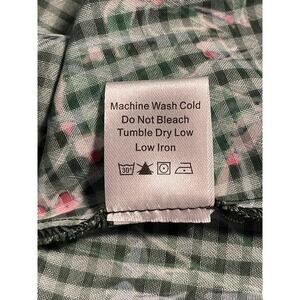 Machine Wash Cold
Do Not Bleach
Tumble Dry Low
Low Iron
30°